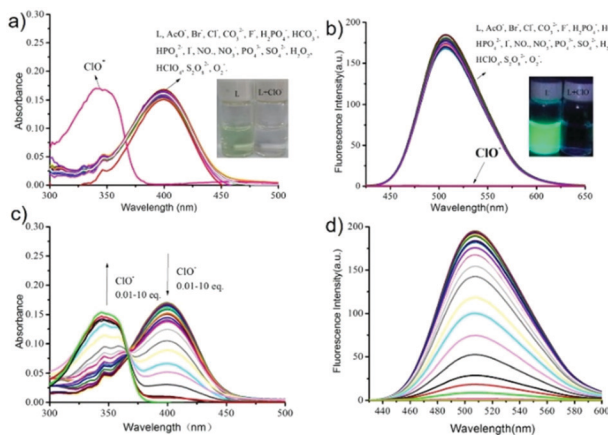 a)
L, AcO⁻, Br⁻, Cl⁻, CO₃²⁻, F⁻, H₂PO₄⁻, HCO₃⁻,
HPO₄²⁻, I⁻, NO₂⁻, NO₃⁻, PO₄³⁻, SO₄²⁻, H₂O₂,
HClO₄, S₂O₈²⁻, O₂⁻.
ClO⁻
L L+ClO⁻
Absorbance
0.30
0.25
0.20
0.15
0.10
0.05
0.00
300 350 400 450 500
Wavelength (nm)
b)
L, AcO⁻, Br⁻, Cl⁻, CO₃²⁻, F⁻, H₂PO₄⁻, H
HPO₄²⁻, I⁻, NO₂⁻, NO₃⁻, PO₄³⁻, SO₄²⁻, H
HClO₄, S₂O₈²⁻, O₂⁻.
L L+ClO⁻
ClO⁻
Fluorescence Intensity(a.u.)
200
150
100
50
0
450 500 550 600 650
Wavelength(nm)
c)
ClO⁻
0.01-10 eq.
ClO⁻
0.01-10 eq.
Absorbance
0.30
0.25
0.20
0.15
0.10
0.05
0.00
300 350 400 450 500
Wavelength (nm)
d)
Fluorescence Intensity(a.u.)
200
150
100
50
0
440 460 480 500 520 540 560 580 600
Wavelength(nm)